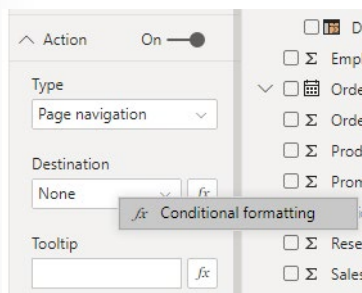 D
Action On
Σ Emp
Type
Orde
Page navigation
Σ Orde
Σ Prod
Destination
None fx
Σ Pron
fx Conditional formatting
Tooltip
Σ Rese
fx
Σ Sales